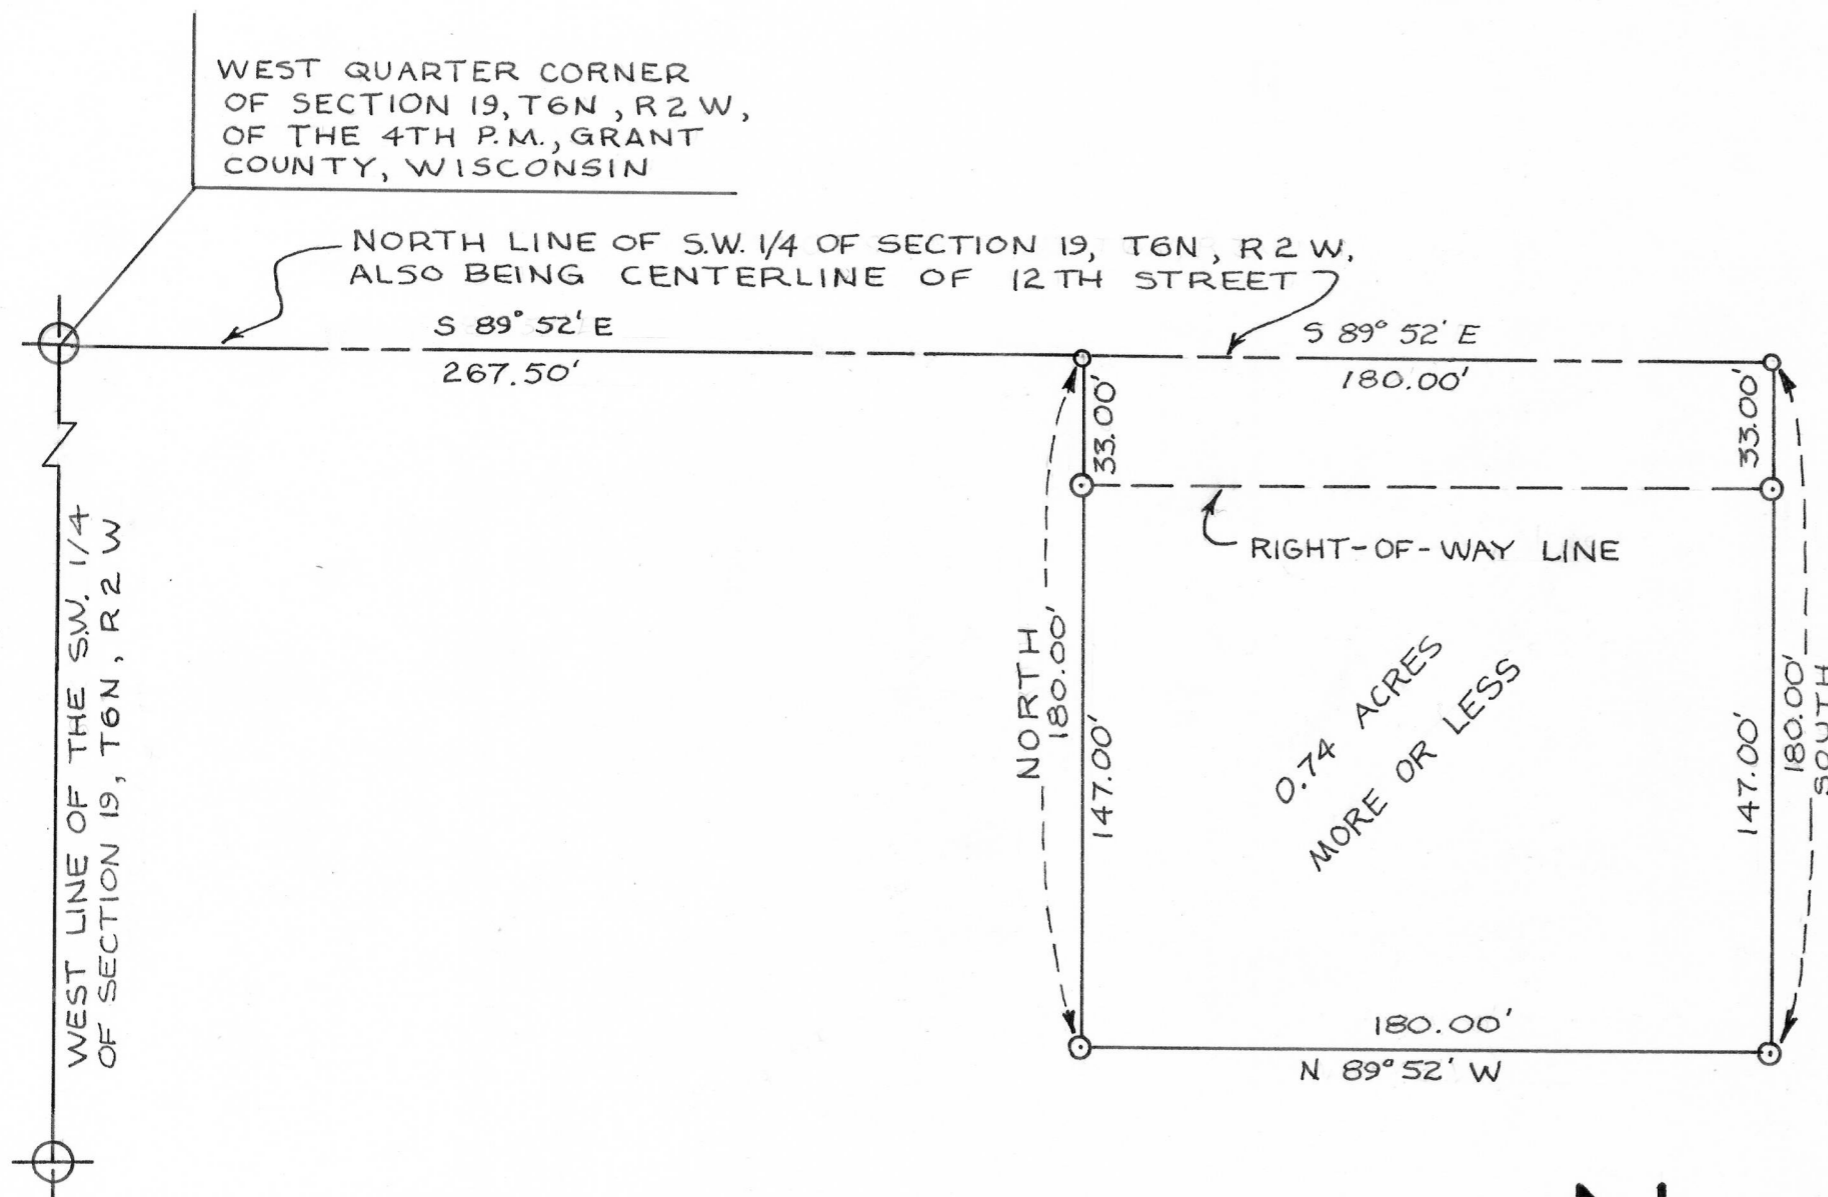 WEST QUARTER CORNER
OF SECTION 19, T6N, R2W,
OF THE 4TH P.M., GRANT
COUNTY, WISCONSIN
NORTH LINE OF S.W. 1/4 OF SECTION 19, T6N, R2W,
ALSO BEING CENTERLINE OF 12TH STREET
S 89° 52' E
267.50'
S 89° 52' E
180.00'
33.00'
33.00'
RIGHT-OF-WAY LINE
WEST LINE OF THE S.W. 1/4
OF SECTION 19, T6N, R2W
NORTH
180.00'
147.00'
0.74 ACRES
MORE OR LESS
147.00'
180.00'
SOUTH
180.00'
N 89° 52' W